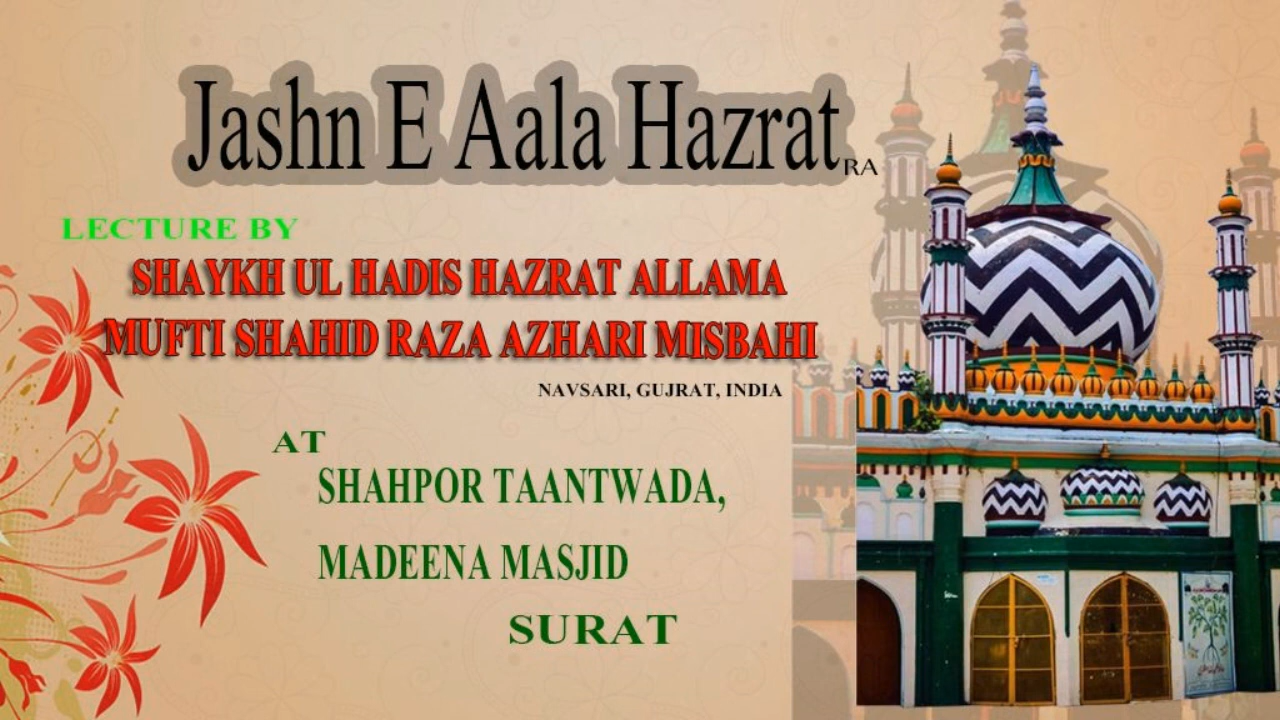 Jashn E Aala Hazrat RA
LECTURE BY
SHAYKH UL HADIS HAZRAT ALLAMA
MUFTI SHAHID RAZA AZHARI MISBAHI
NAVSARI, GUJRAT, INDIA
AT
SHAHPOR TAANTWADA,
MADEENA MASJID
SURAT